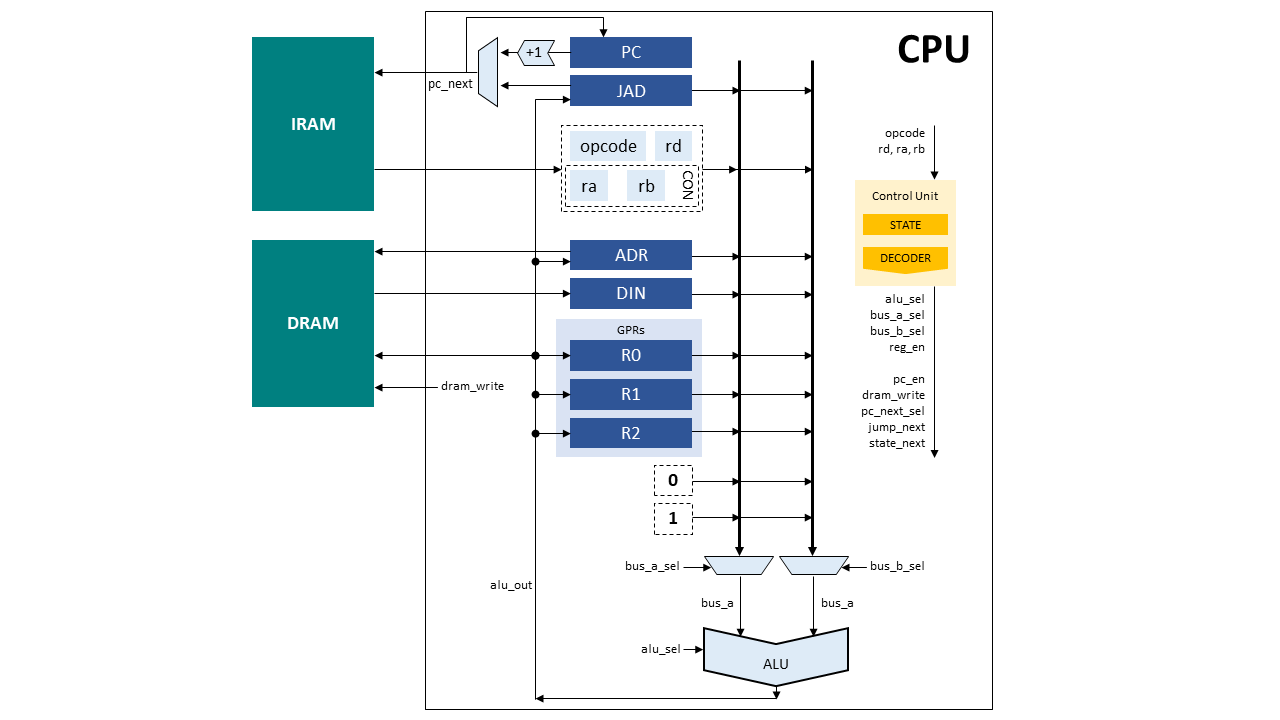 CPU
PC
+1
JAD
pc_next
IRAM
opcode
rd
ra
rb
CON
opcode
rd, ra, rb
Control Unit
STATE
DECODER
ADR
DIN
DRAM
GPRs
R0
R1
R2
dram_write
alu_sel
bus_a_sel
bus_b_sel
reg_en
pc_en
dram_write
pc_next_sel
jump_next
state_next
0
1
bus_a_sel
bus_b_sel
alu_out
bus_a
bus_a
alu_sel
ALU